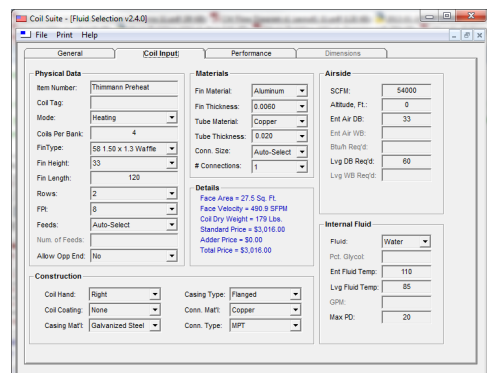 Coil Suite - [Fluid Selection v2.4.0]
File Print Help
General Coil Input Performance Dimensions
Physical Data
Item Number: Thimmann Preheat
Coil Tag:
Mode: Heating
Coils Per Bank: 4
FinType: 58 1.50 x 1.3 Waffle
Fin Height: 33
Fin Length: 120
Rows: 2
FPI: 8
Feeds: Auto-Select
Num. of Feeds:
Allow Opp End: No
Materials
Fin Material: Aluminum
Fin Thickness: 0.0060
Tube Material: Copper
Tube Thickness: 0.020
Conn. Size: Auto-Select
# Connections: 1
Details
Face Area = 27.5 Sq. Ft.
Face Velocity = 490.9 SFPM
Coil Dry Weight = 179 Lbs.
Standard Price = $3,016.00
Adder Price = $0.00
Total Price = $3,016.00
Airside
SCFM: 54000
Altitude, Ft.: 0
Ent Air DB: 33
Ent Air WB:
Btu/h Req'd:
Lvg DB Req'd: 60
Lvg WB Req'd:
Internal Fluid
Fluid: Water
Pct. Glycol:
Ent Fluid Temp: 110
Lvg Fluid Temp: 85
GPM:
Max PD: 20
Construction
Coil Hand: Right
Coil Coating: None
Casing Mat'l: Galvanized Steel
Casing Type: Flanged
Conn. Mat'l: Copper
Conn. Type: MPT